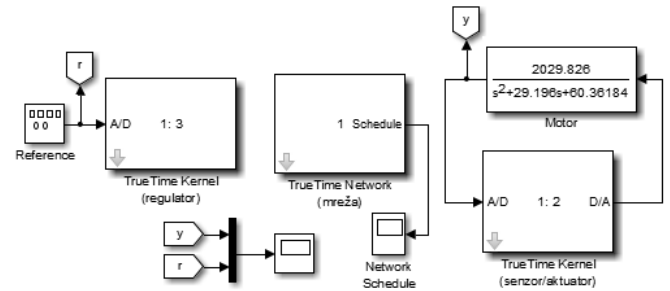 r
A/D
1: 3
Reference
TrueTime Kernel
(regulator)
1
Schedule
TrueTime Network
(mreža)
y
2029.826
s²+29.196s+60.36184
Motor
A/D
1: 2
D/A
TrueTime Kernel
(senzor/aktuator)
y
r
Network
Schedule